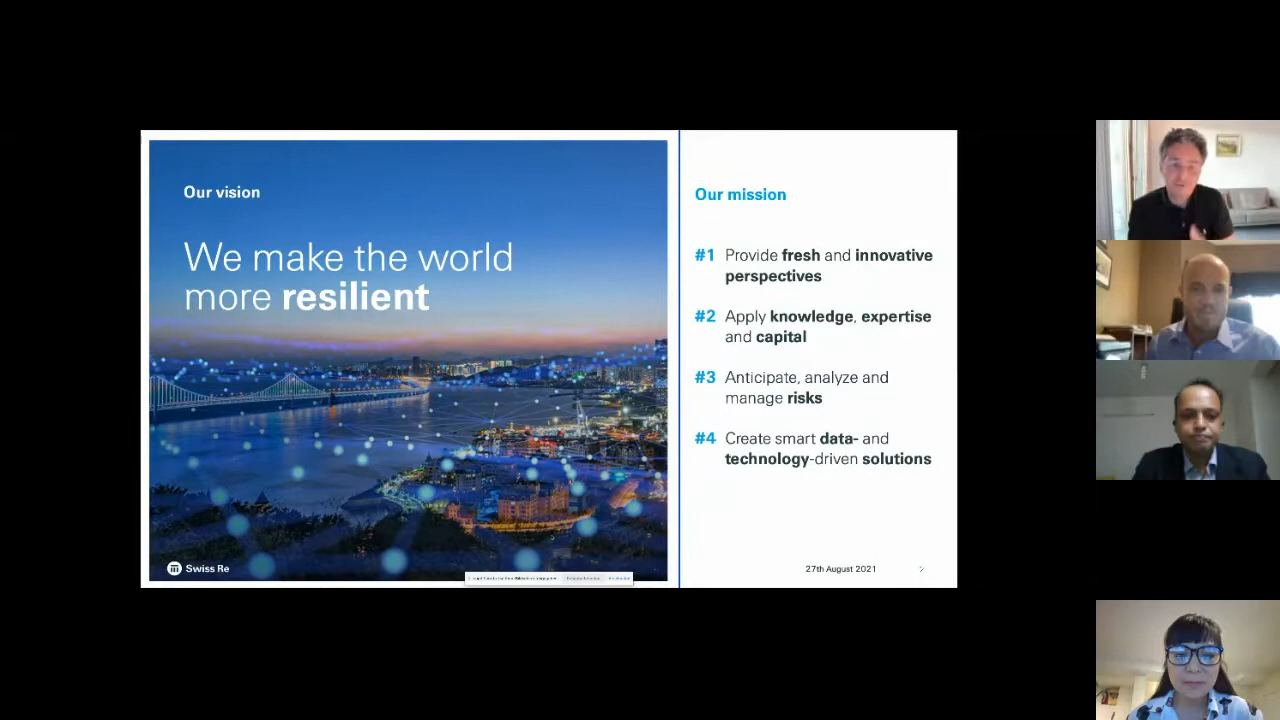 Our vision
We make the world
more resilient
Swiss Re
Our mission
#1 Provide fresh and innovative
perspectives
#2 Apply knowledge, expertise
and capital
#3 Anticipate, analyze and
manage risks
#4 Create smart data- and
technology-driven solutions
27th August 2021